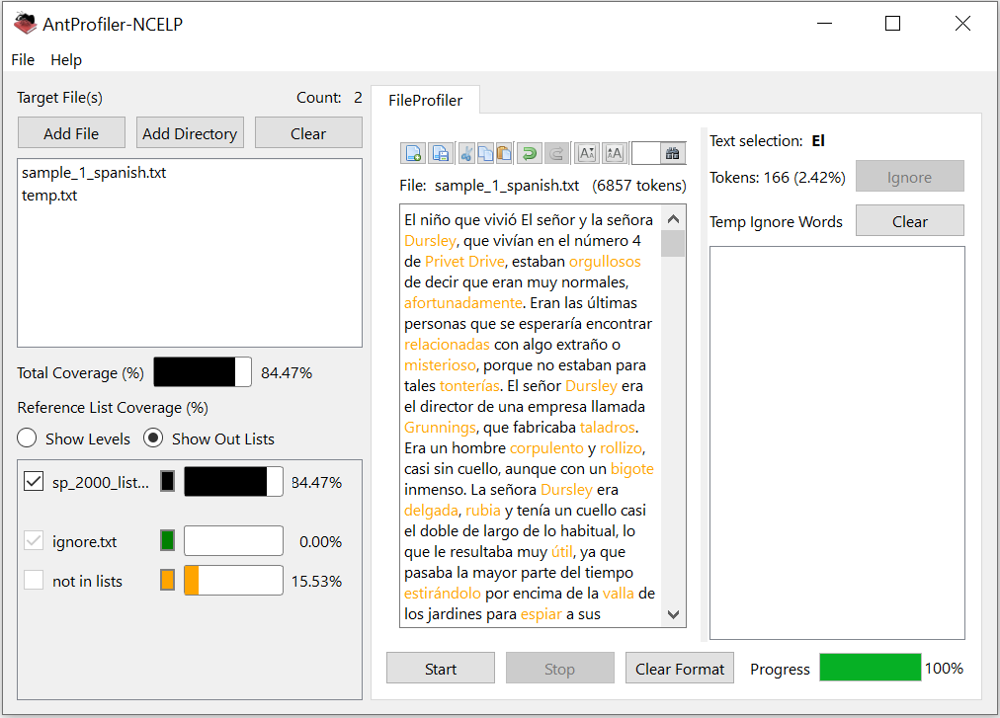 AntProfiler-NCELP
File Help
Target File(s) Count: 2
Add File Add Directory Clear
sample_1_spanish.txt
temp.txt
Total Coverage (%) 84.47%
Reference List Coverage (%)
Show Levels Show Out Lists
sp_2000_list... 84.47%
ignore.txt 0.00%
not in lists 15.53%
FileProfiler
File: sample_1_spanish.txt (6857 tokens)
El niño que vivió El señor y la señora
Dursley, que vivían en el número 4
de Privet Drive, estaban orgullosos
de decir que eran muy normales,
afortunadamente. Eran las últimas
personas que se esperaría encontrar
relacionadas con algo extraño o
misterioso, porque no estaban para
tales tonterías. El señor Dursley era
el director de una empresa llamada
Grunnings, que fabricaba taladros.
Era un hombre corpulento y rollizo,
casi sin cuello, aunque con un bigote
inmenso. La señora Dursley era
delgada, rubia y tenía un cuello casi
el doble de largo de lo habitual, lo
que le resultaba muy útil, ya que
pasaba la mayor parte del tiempo
estirándolo por encima de la valla de
los jardines para espiar a sus
Text selection: El
Tokens: 166 (2.42%) Ignore
Temp Ignore Words Clear
Start Stop Clear Format Progress 100%